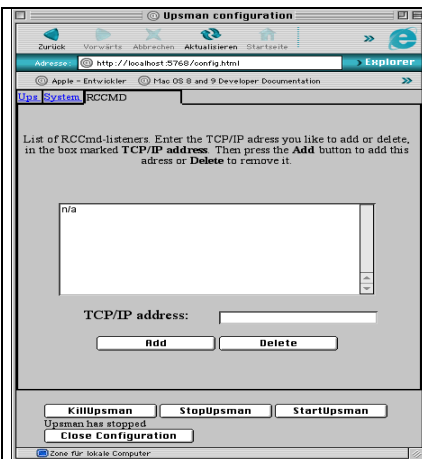 Upsman configuration
Zurück Vorwärts Abbrechen Aktualisieren Startseite »
Adresse: http://localhost:5768/config.html Explorer
Apple - Entwickler Mac OS 8 and 9 Developer Documentation »
Ups System RCCMD
List of RCCmd-listeners. Enter the TCP/IP adress you like to add or delete,
in the box marked TCP/IP address. Then press the Add button to add this
adress or Delete to remove it.
n/a
TCP/IP address:
Add Delete
KillUpsman StopUpsman StartUpsman
Upsman has stopped
Close Configuration
Zone für lokale Computer